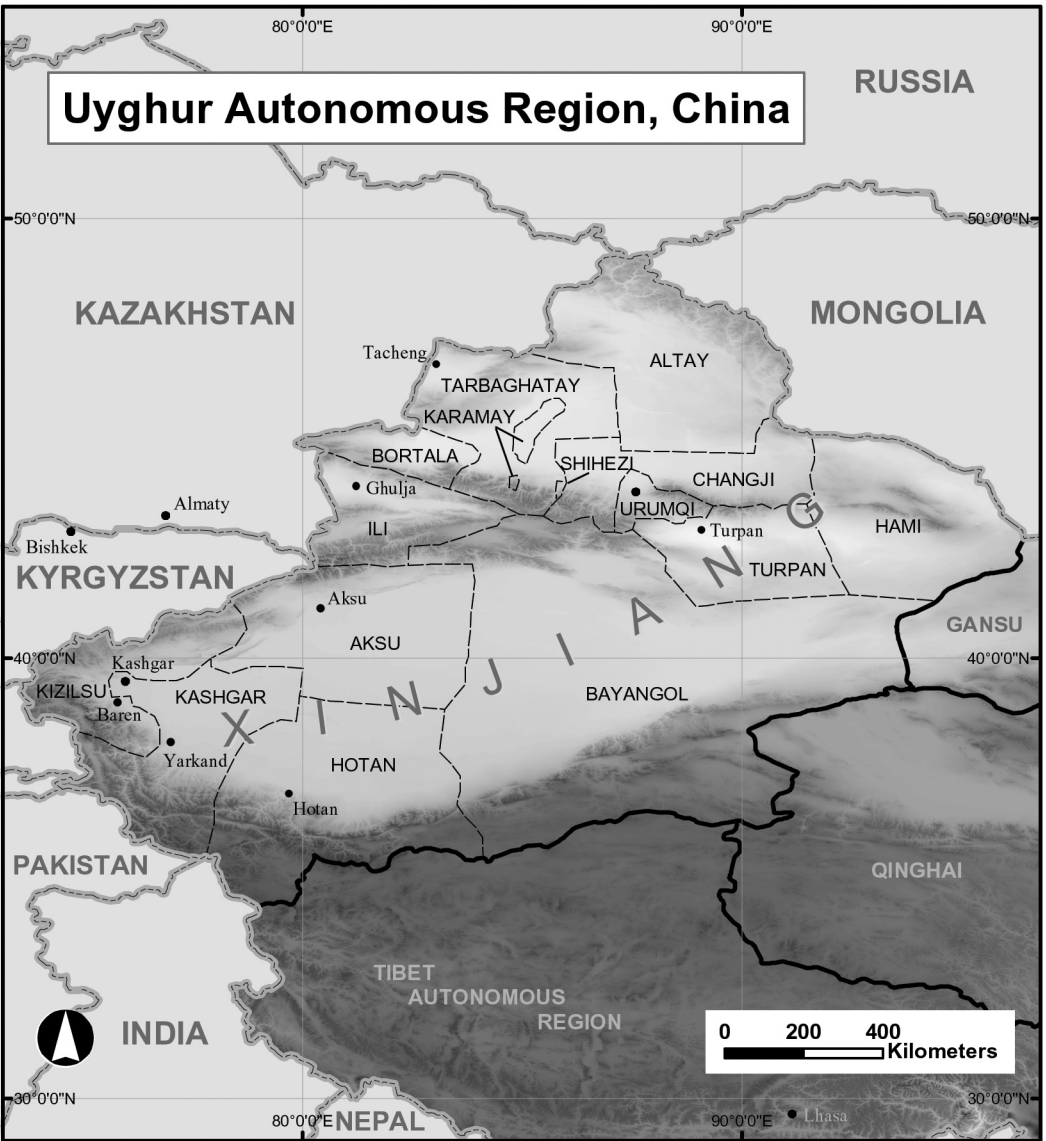 80°0'0"E
90°0'0"E
RUSSIA
Uyghur Autonomous Region, China
50°0'0"N
50°0'0"N
KAZAKHSTAN
MONGOLIA
Tacheng
ALTAY
TARBAGHATAY
KARAMAY
BORTALA
SHIHEZI
CHANGJI
Ghulja
URUMQI
Almaty
ILI
Turpan
HAMI
Bishkek
TURPAN
KYRGYZSTAN
Aksu
GANSU
AKSU
40°0'0"N
40°0'0"N
Kashgar
KIZILSU
KASHGAR
BAYANGOL
Baren
XINJIANG
Yarkand
HOTAN
Hotan
PAKISTAN
QINGHAI
TIBET
AUTONOMOUS
REGION
INDIA
0 200 400
Kilometers
30°0'0"N
30°0'0"N
80°0'0"E
NEPAL
90°0'0"E
Lhasa